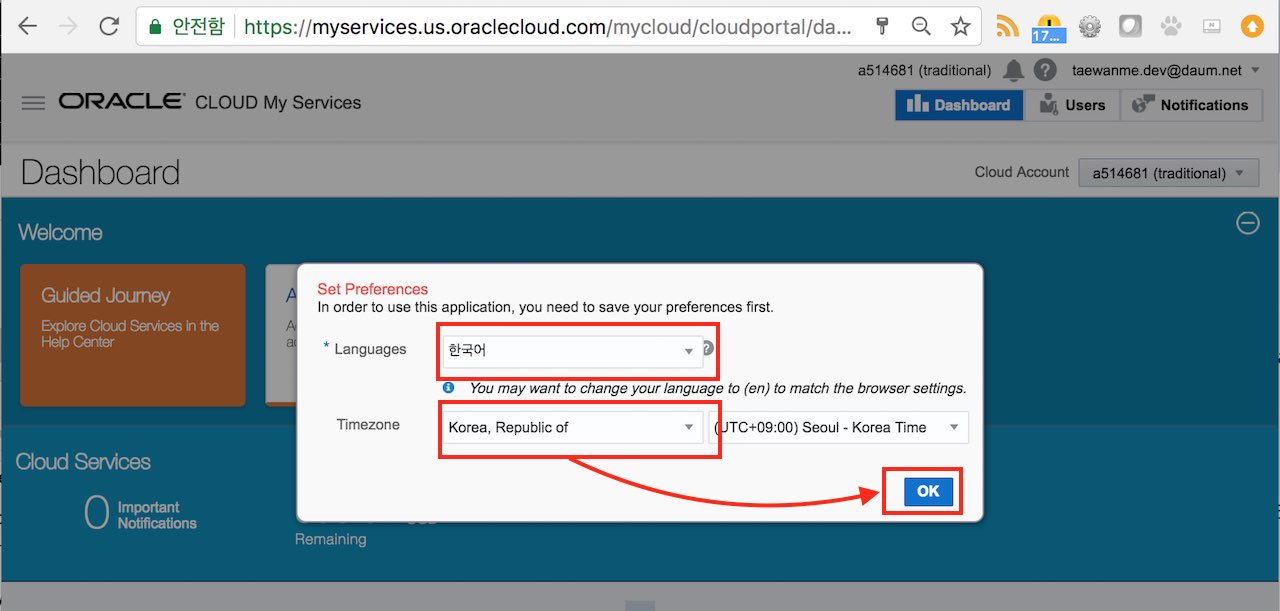 안전함 https://myservices.us.oraclecloud.com/mycloud/cloudportal/da...
17...
a514681 (traditional) ? taewanme.dev@daum.net
ORACLE CLOUD My Services
Dashboard Users Notifications
Dashboard
Cloud Account a514681 (traditional)
Welcome
Guided Journey
Explore Cloud Services in the
Help Center
Set Preferences
In order to use this application, you need to save your preferences first.
* Languages 한국어 ?
You may want to change your language to (en) to match the browser settings.
Timezone Korea, Republic of (UTC+09:00) Seoul - Korea Time
OK
Cloud Services
0 Important
Notifications
Remaining